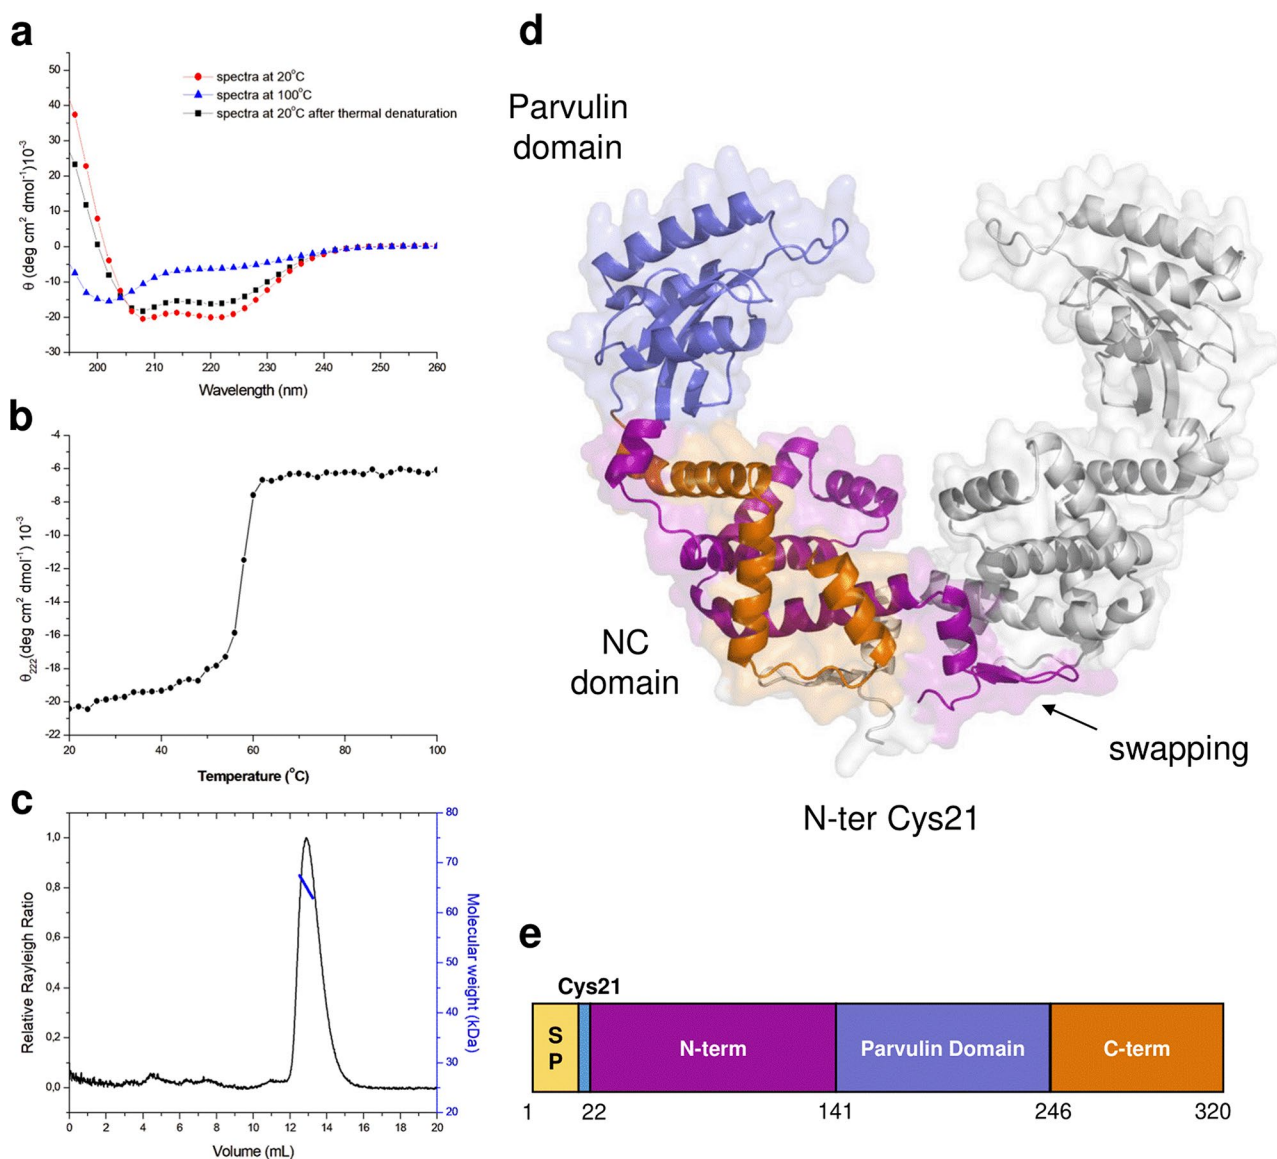 a
50
40
30
20
10
0
-10
-20
-30
θ (deg cm² dmol⁻¹)10⁻³
spectra at 20°C
spectra at 100°C
spectra at 20°C after thermal denaturation
200 210 220 230 240 250 260
Wavelength (nm)
b
-4
-6
-8
-10
-12
-14
-16
-18
-20
-22
θ₂₂₂(deg cm² dmol⁻¹) 10⁻³
20 40 60 80 100
Temperature (°C)
c
1,0
0,8
0,6
0,4
0,2
0,0
Relative Rayleigh Ratio
80
70
60
50
40
30
20
Molecular weight (kDa)
0 2 4 6 8 10 12 14 16 18 20
Volume (mL)
d
Parvulin
domain
NC
domain
swapping
N-ter Cys21
e
Cys21
S
P
N-term
Parvulin Domain
C-term
1 22 141 246 320